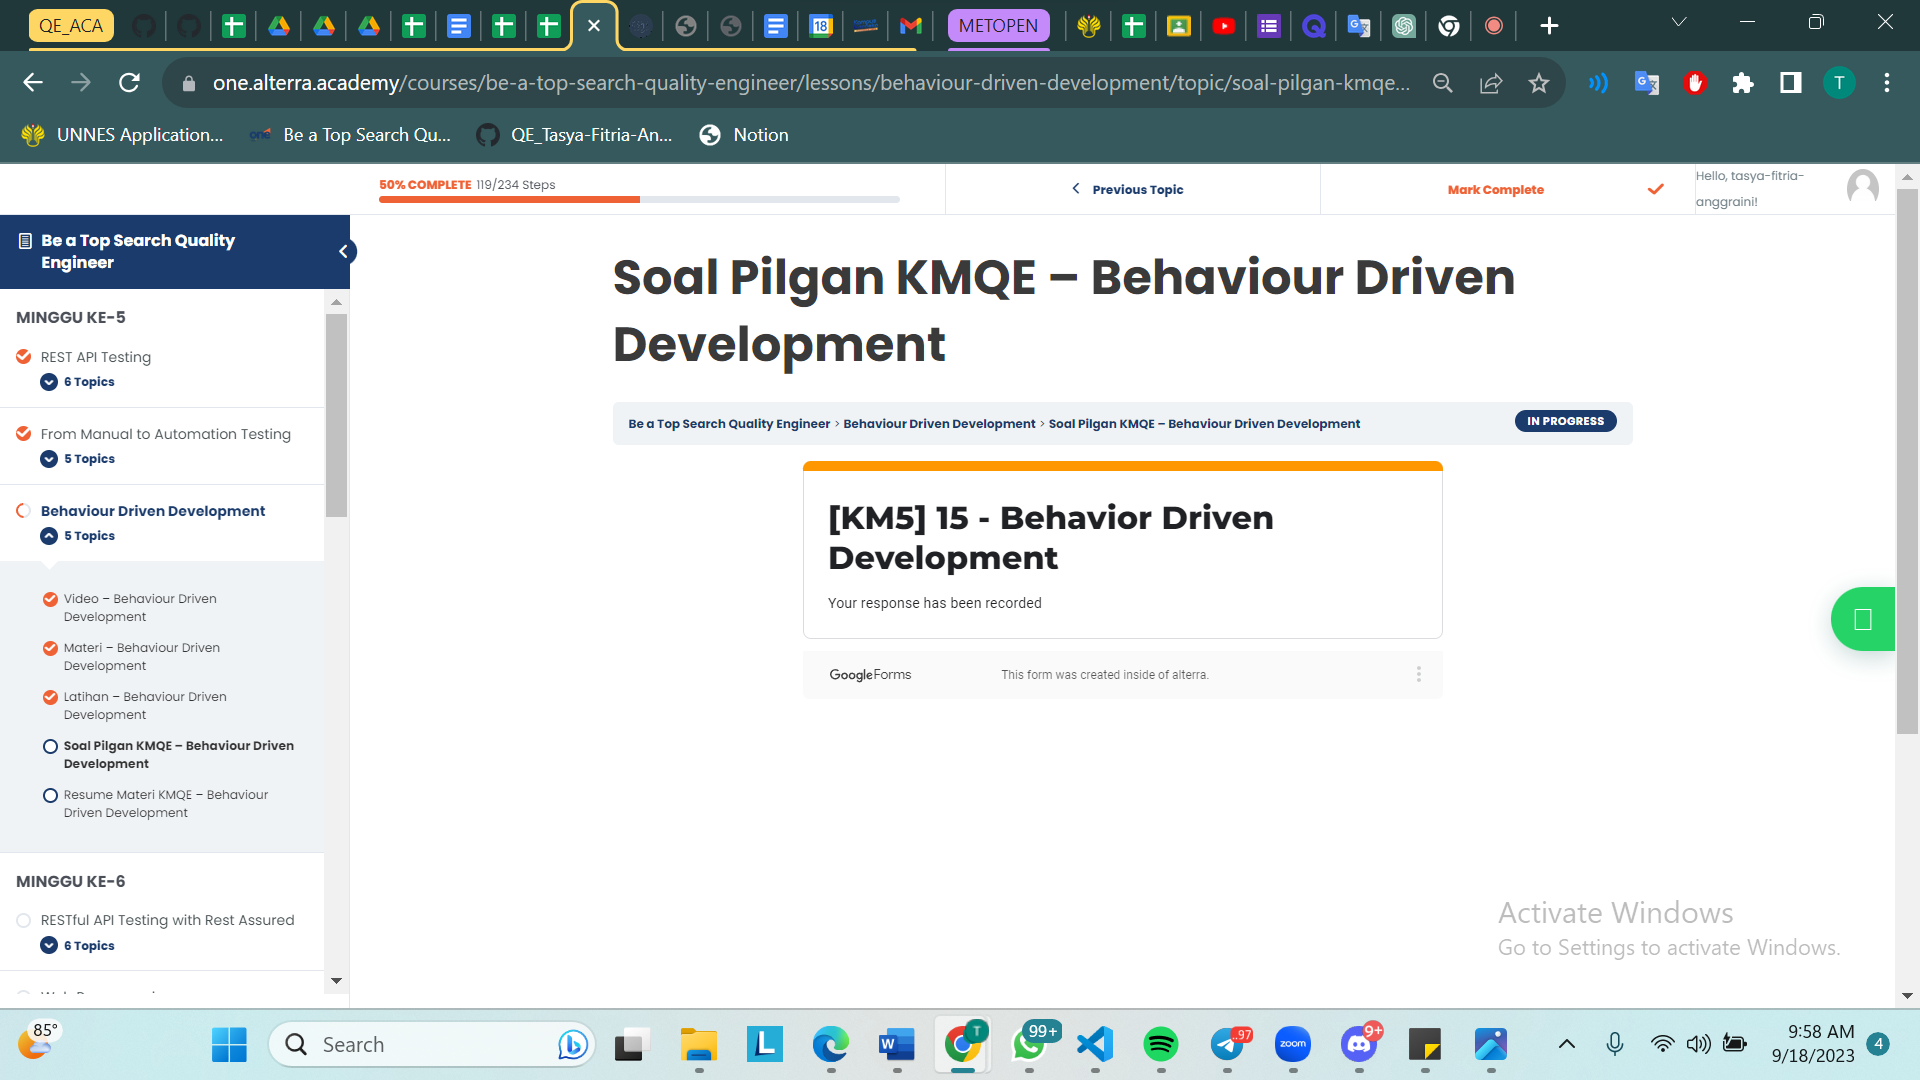 QE_ACA
METOPEN
18
one.alterra.academy/courses/be-a-top-search-quality-engineer/lessons/behaviour-driven-development/topic/soal-pilgan-kmqe...
T
UNNES Application...
one
Be a Top Search Qu...
QE_Tasya-Fitria-An...
Notion
50% COMPLETE 119/234 Steps
Previous Topic
Mark Complete
Hello, tasya-fitria-
anggraini!
Be a Top Search Quality
Engineer
MINGGU KE-5
REST API Testing
6 Topics
From Manual to Automation Testing
5 Topics
Behaviour Driven Development
5 Topics
Video – Behaviour Driven
Development
Materi – Behaviour Driven
Development
Latihan – Behaviour Driven
Development
Soal Pilgan KMQE – Behaviour Driven
Development
Resume Materi KMQE – Behaviour
Driven Development
MINGGU KE-6
RESTful API Testing with Rest Assured
6 Topics
Soal Pilgan KMQE – Behaviour Driven
Development
Be a Top Search Quality Engineer › Behaviour Driven Development › Soal Pilgan KMQE – Behaviour Driven Development
IN PROGRESS
[KM5] 15 - Behavior Driven
Development
Your response has been recorded
Google Forms
This form was created inside of alterra.
Activate Windows
Go to Settings to activate Windows.
85°
Search
L
W
T
99+
..97
zoom
9+
9:58 AM
9/18/2023
4